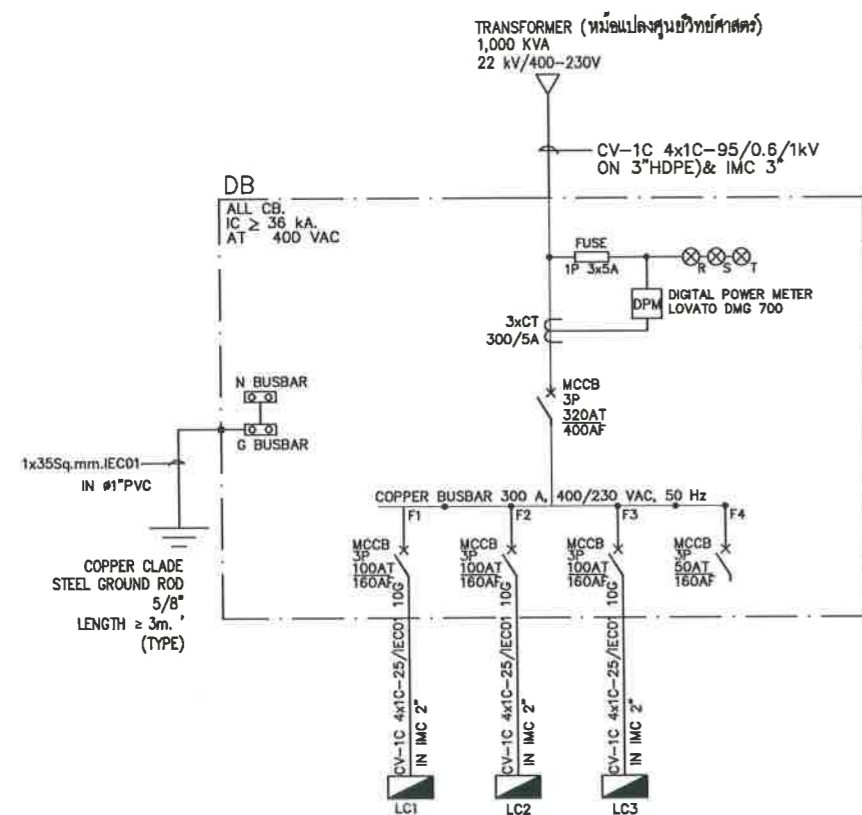 TRANSFORMER (หม้อแปลงศูนย์วิทย์ศาสตร์)
1,000 KVA
22 kV/400-230V
CV-1C 4x1C-95/0.6/1kV
ON 3"HDPE)& IMC 3"
DB
ALL CB.
IC ≥ 36 kA.
AT 400 VAC
FUSE
1P 3x5A
R S T
DPM
DIGITAL POWER METER
LOVATO DMG 700
3xCT
300/5A
N BUSBAR
G BUSBAR
MCCB
3P
320AT
400AF
1x35Sq.mm.IEC01
IN ø1"PVC
COPPER CLADE
STEEL GROUND ROD
5/8"
LENGTH ≥ 3m. '
(TYPE)
COPPER BUSBAR 300 A, 400/230 VAC, 50 Hz
F1
F2
F3
F4
MCCB
3P
100AT
160AF
MCCB
3P
100AT
160AF
MCCB
3P
100AT
160AF
MCCB
3P
50AT
160AF
CV-1C 4x1C-25/IEC01 10G
IN IMC 2"
CV-1C 4x1C-25/IEC01 10G
IN IMC 2"
CV-1C 4x1C-25/IEC01 10G
IN IMC 2"
LC1
LC2
LC3